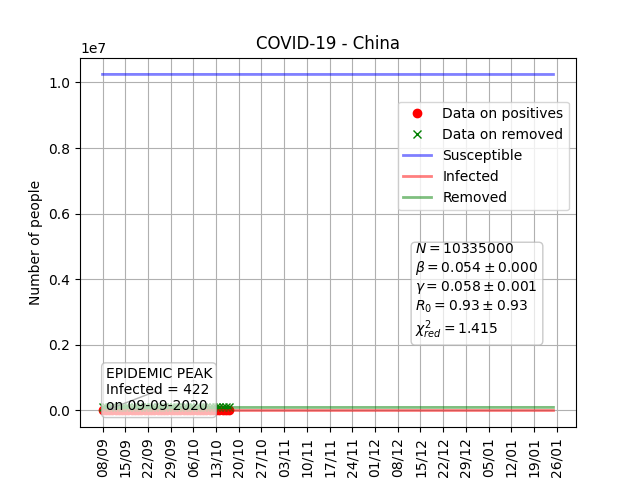 COVID-19 - China
1e7
1.0
0.8
0.6
0.4
0.2
0.0
Number of people
Data on positives
Data on removed
Susceptible
Infected
Removed
N = 10335000
β = 0.054 ± 0.000
γ = 0.058 ± 0.001
R₀ = 0.93 ± 0.93
χ²red = 1.415
EPIDEMIC PEAK
Infected = 422
on 09-09-2020
08/09
15/09
22/09
29/09
06/10
13/10
20/10
27/10
03/11
10/11
17/11
24/11
01/12
08/12
15/12
22/12
29/12
05/01
12/01
19/01
26/01